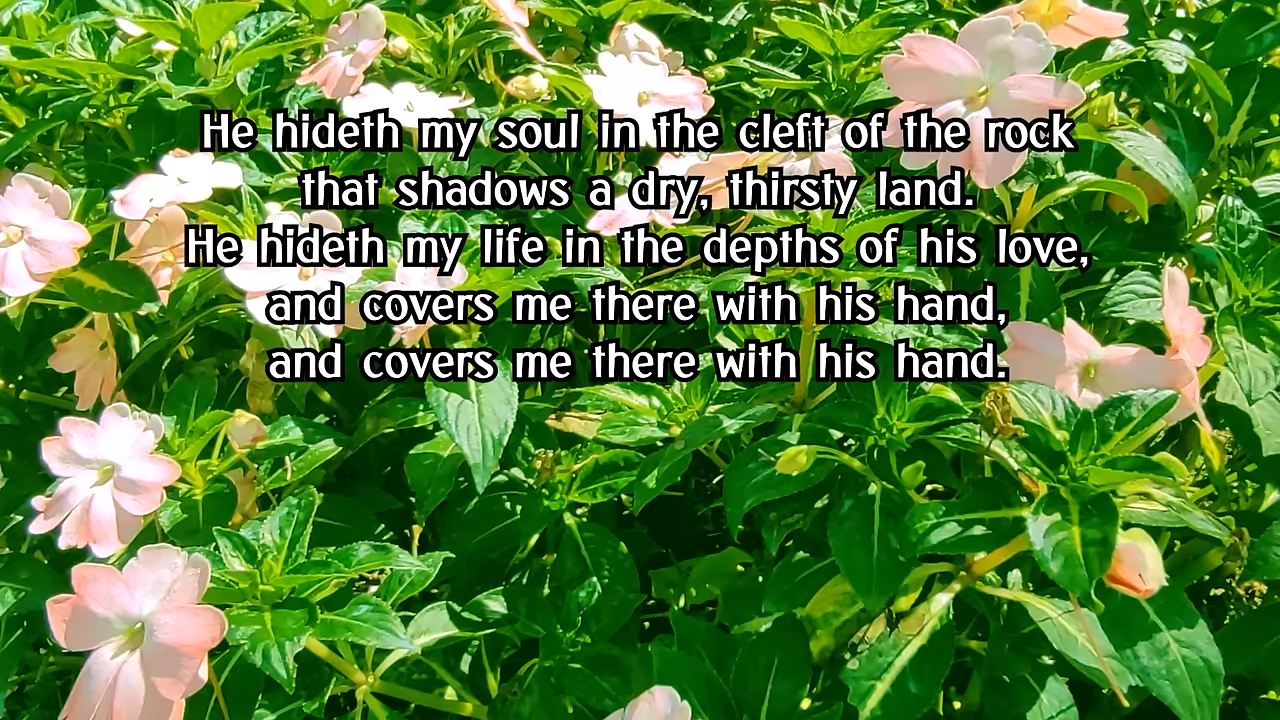 He hideth my soul in the cleft of the rock
that shadows a dry, thirsty land.
He hideth my life in the depths of his love,
and covers me there with his hand,
and covers me there with his hand.